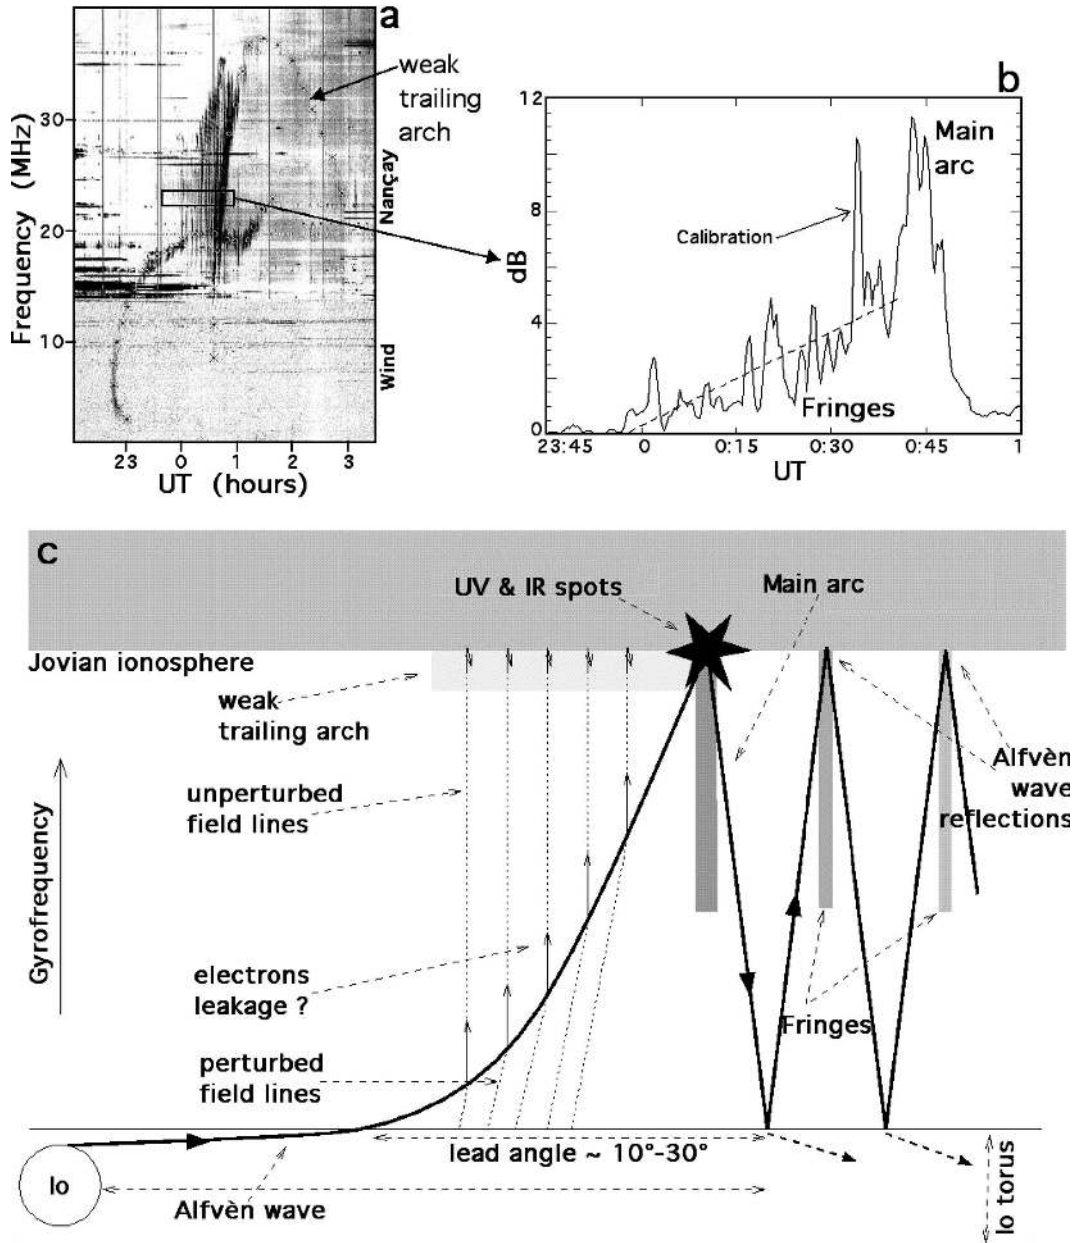 a
weak
trailing
arch
30
20
10
Frequency (MHz)
Nançay
Wind
23 0 1 2 3
UT (hours)
b
12
8
4
0
dB
Main
arc
Calibration
Fringes
23:45 0 0:15 0:30 0:45 1
UT
c
UV & IR spots
Main arc
Jovian ionosphere
weak
trailing arch
unperturbed
field lines
Alfvèn
wave
reflections
Gyrofrequency
electrons
leakage ?
Fringes
perturbed
field lines
lead angle ~ 10°-30°
Io
Alfvèn wave
Io torus